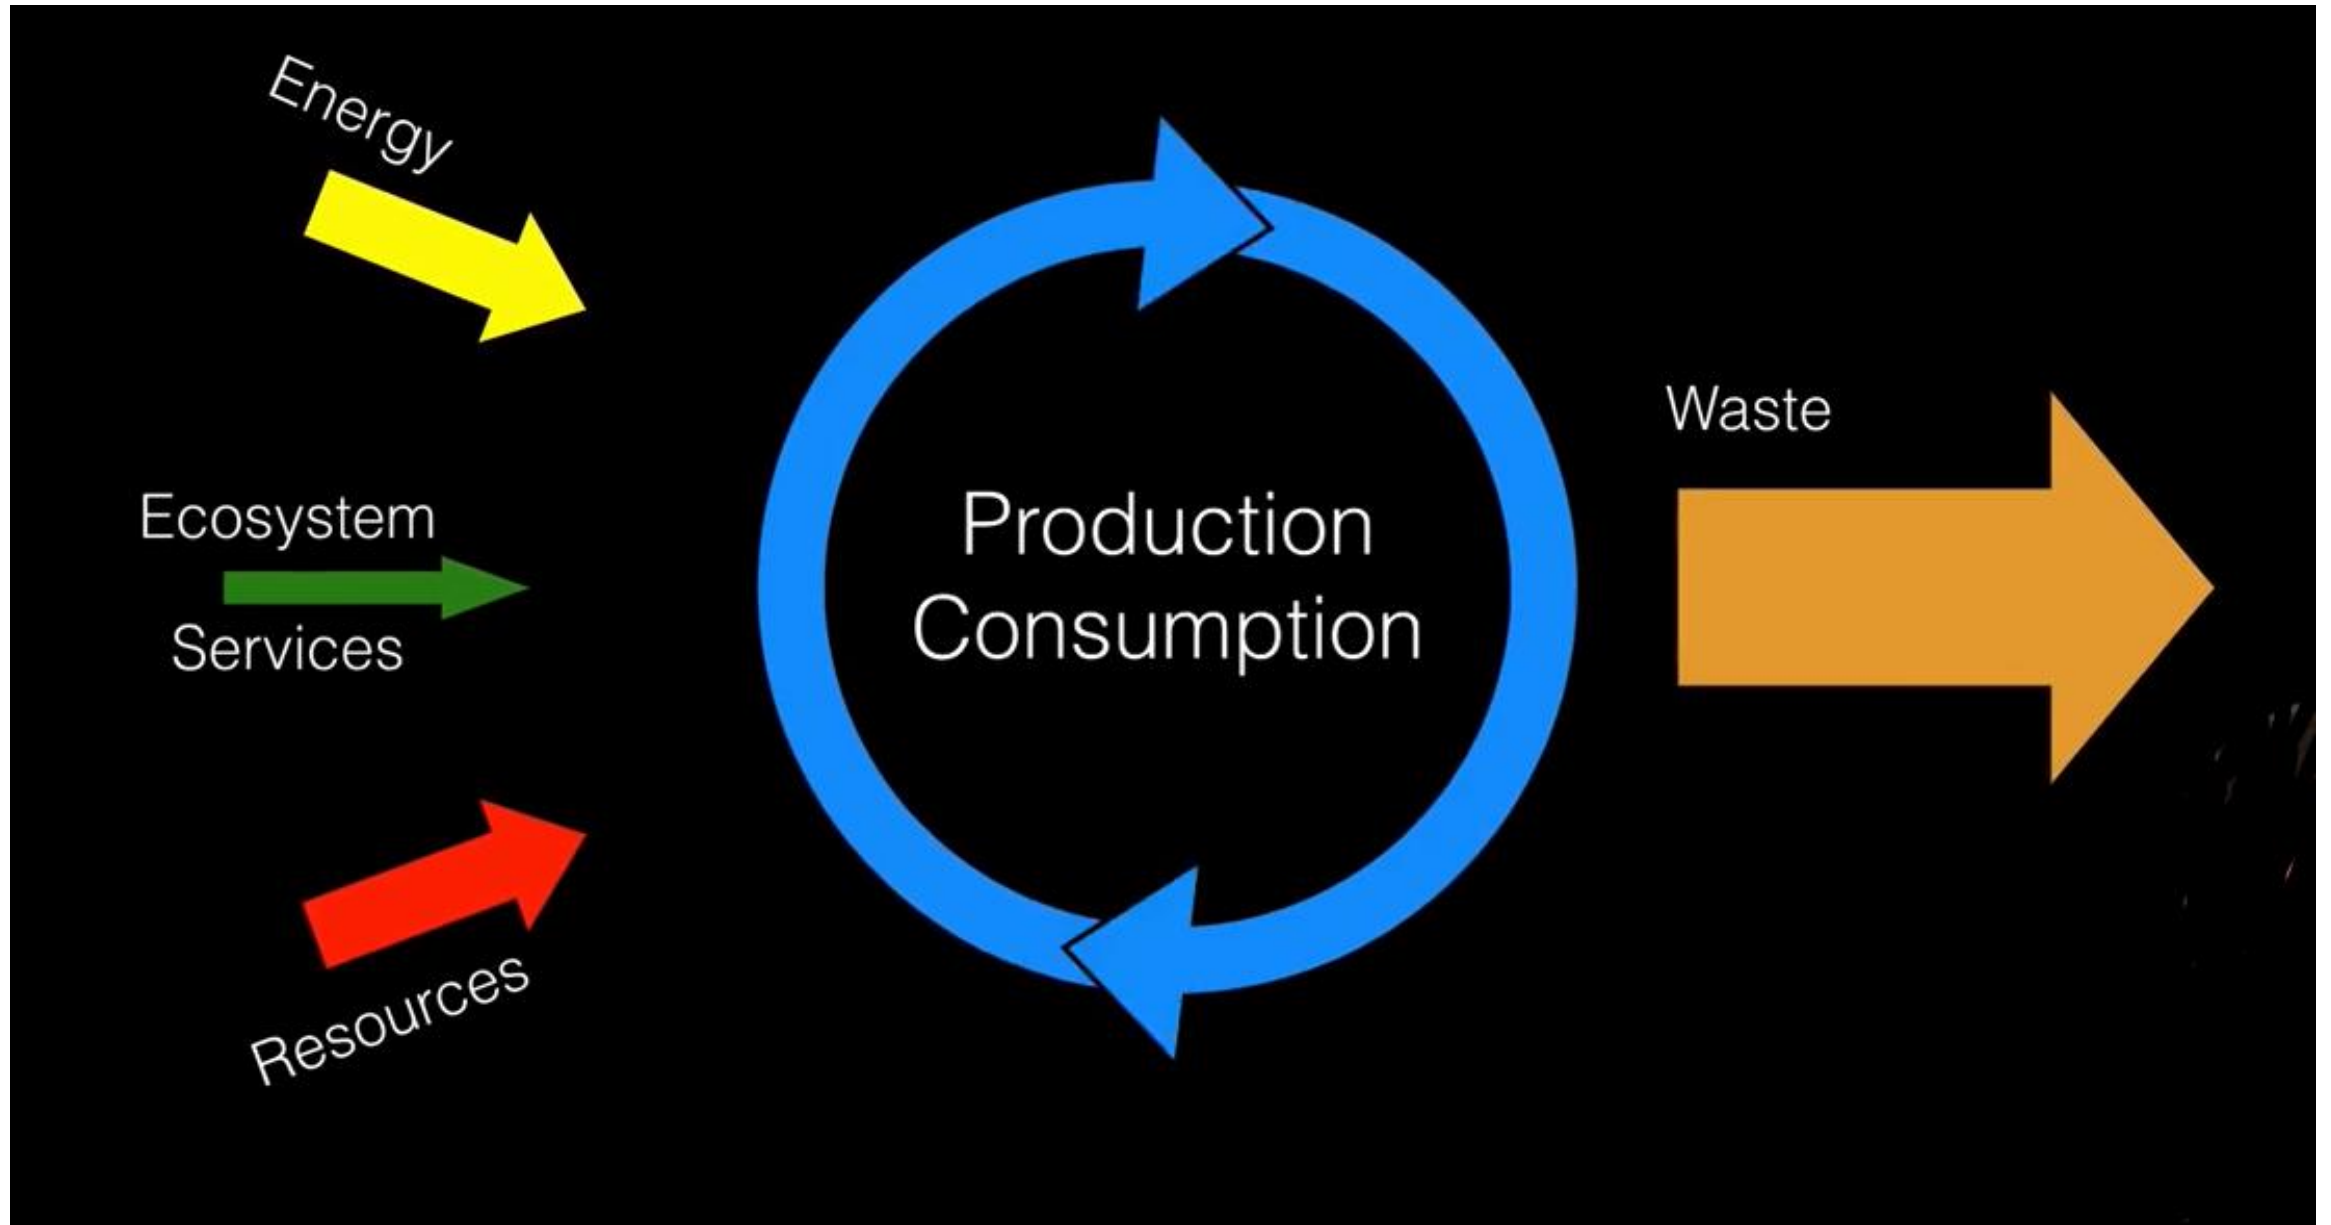 Energy
Ecosystem
Services
Resources
Production
Consumption
Waste